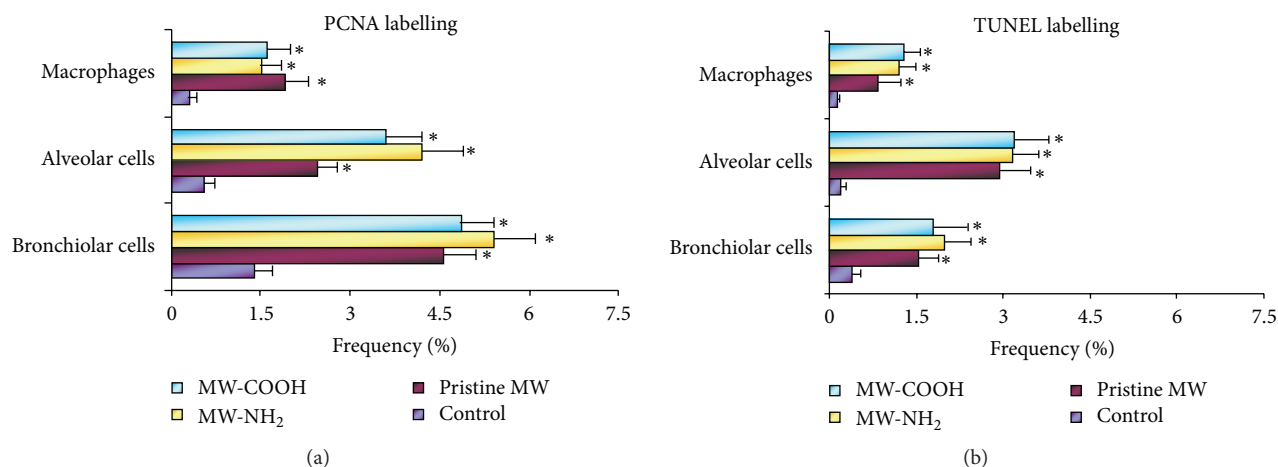 PCNA labelling
Macrophages
*
*
*
Alveolar cells
*
*
*
Bronchiolar cells
*
*
*
0 1.5 3 4.5 6 7.5
Frequency (%)
MW-COOH Pristine MW
MW-NH₂ Control
(a)
TUNEL labelling
Macrophages
*
*
*
Alveolar cells
*
*
*
Bronchiolar cells
*
*
*
0 1.5 3 4.5 6 7.5
Frequency (%)
MW-COOH Pristine MW
MW-NH₂ Control
(b)